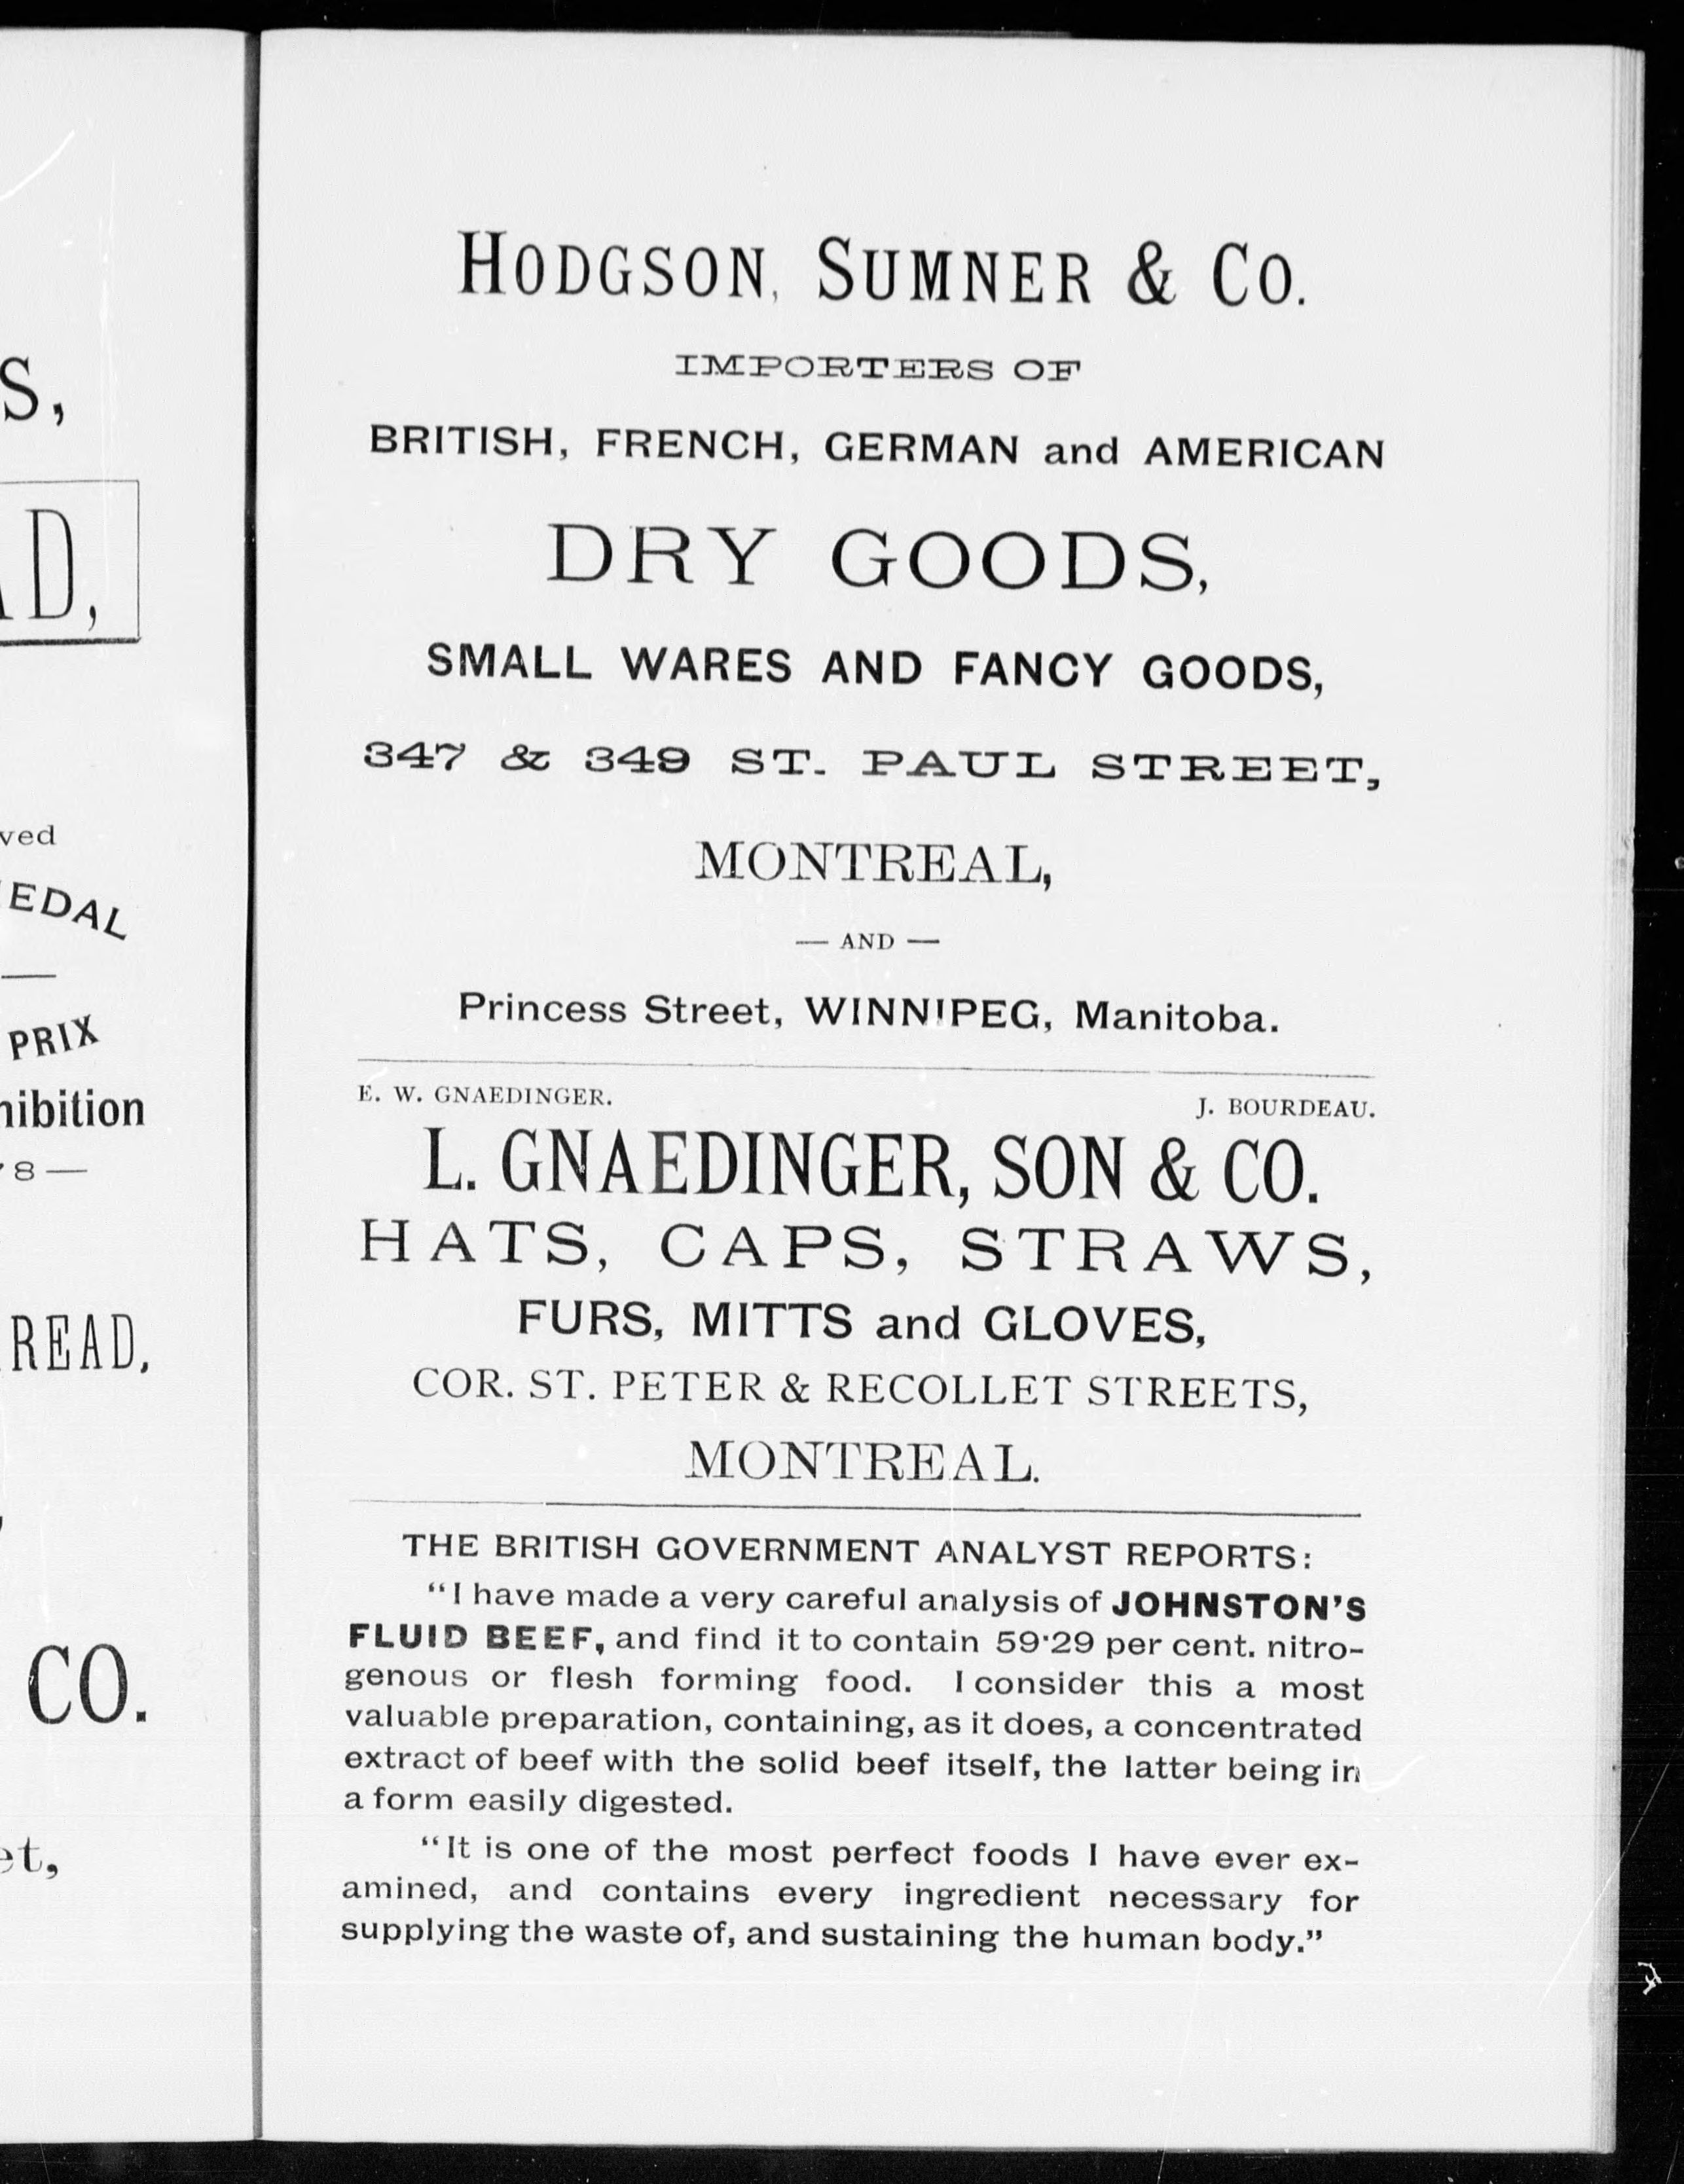 S,
D,
ved
EDAL
PRIX
hibition
8 —
READ,
CO.
et,
HODGSON, SUMNER & CO.
IMPORTERS OF
BRITISH, FRENCH, GERMAN and AMERICAN
DRY GOODS,
SMALL WARES AND FANCY GOODS,
347 & 349 ST. PAUL STREET,
MONTREAL,
— AND —
Princess Street, WINNIPEG, Manitoba.
E. W. GNAEDINGER. J. BOURDEAU.
L. GNAEDINGER, SON & CO.
HATS, CAPS, STRAWS,
FURS, MITTS and GLOVES,
COR. ST. PETER & RECOLLET STREETS,
MONTREAL.
THE BRITISH GOVERNMENT ANALYST REPORTS:
“I have made a very careful analysis of JOHNSTON’S
FLUID BEEF, and find it to contain 59·29 per cent. nitro-
genous or flesh forming food. I consider this a most
valuable preparation, containing, as it does, a concentrated
extract of beef with the solid beef itself, the latter being in
a form easily digested.
“It is one of the most perfect foods I have ever ex-
amined, and contains every ingredient necessary for
supplying the waste of, and sustaining the human body.”